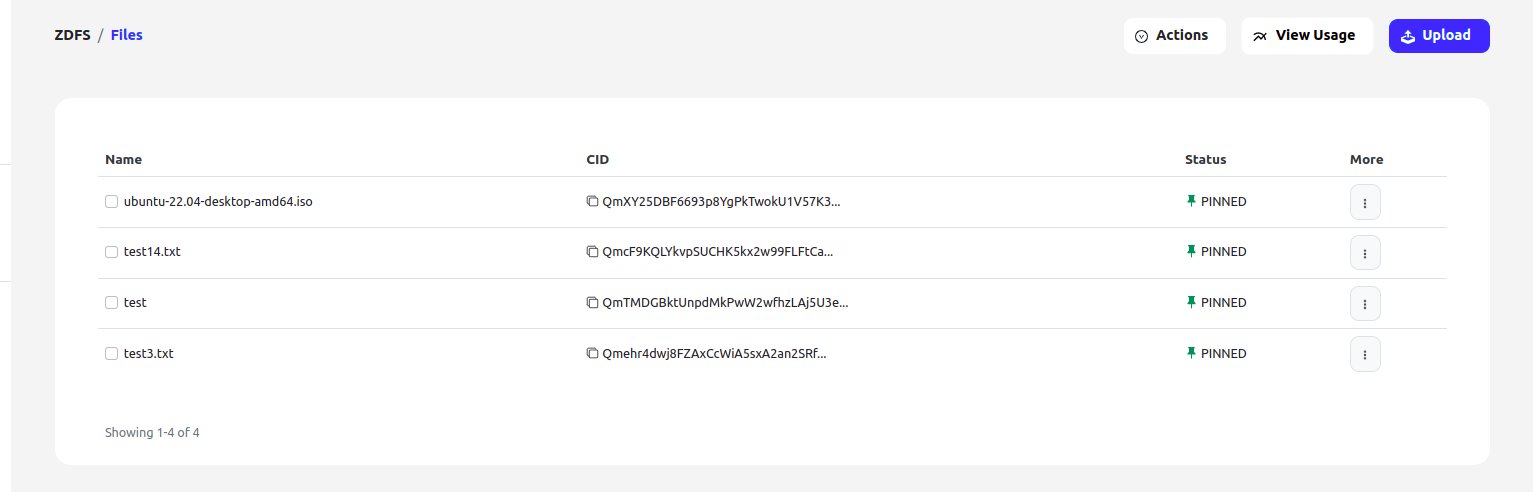 ZDFS / Files
Actions
View Usage
Upload
Name CID Status More
ubuntu-22.04-desktop-amd64.iso QmXY25DBF6693p8YgPkTwokU1V57K3... PINNED
test14.txt QmcF9KQLYkvpSUCHK5kx2w99FLFtCa... PINNED
test QmTMDGBktUnpdMkPwW2wfhzLAj5U3e... PINNED
test3.txt Qmehr4dwj8FZAxCcWiA5sxA2an2SRf... PINNED
Showing 1-4 of 4